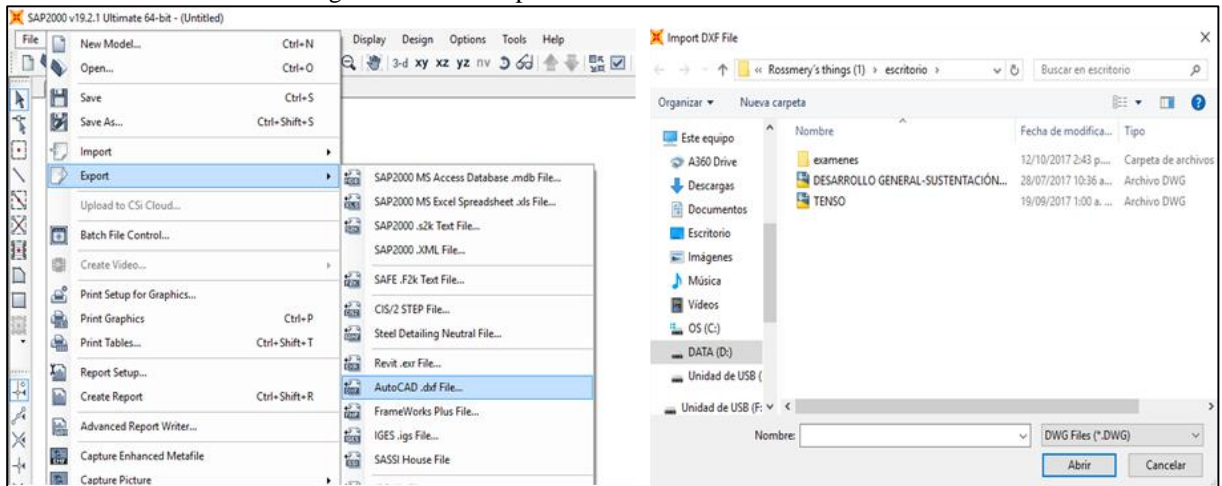 SAP2000 v19.2.1 Ultimate 64-bit - (Untitled)
File
Display Design Options Tools Help
3-d xy xz yz nv
New Model... Ctrl+N
Open... Ctrl+O
Save Ctrl+S
Save As... Ctrl+Shift+S
Import
Export
Upload to CSi Cloud...
Batch File Control...
Create Video...
Print Setup for Graphics...
Print Graphics Ctrl+P
Print Tables... Ctrl+Shift+T
Report Setup...
Create Report Ctrl+Shift+R
Advanced Report Writer...
Capture Enhanced Metafile
Capture Picture
SAP2000 MS Access Database .mdb File...
SAP2000 MS Excel Spreadsheet .xls File...
SAP2000 .s2k Text File...
SAP2000 .XML File...
SAFE .F2k Text File...
CIS/2 STEP File...
Steel Detailing Neutral File...
Revit .exr File...
AutoCAD .dxf File...
FrameWorks Plus File...
IGES .igs File...
SASSI House File
Import DXF File
« Rossmery's things (1) › escritorio ›
Buscar en escritorio
Organizar Nueva carpeta
Este equipo
A360 Drive
Descargas
Documentos
Escritorio
Imágenes
Música
Vídeos
OS (C:)
DATA (D:)
Unidad de USB (
Unidad de USB (F:
Nombre Fecha de modifica... Tipo
examenes 12/10/2017 2:43 p.... Carpeta de archivos
DESARROLLO GENERAL-SUSTENTACIÓN... 28/07/2017 10:36 a... Archivo DWG
TENSO 19/09/2017 1:00 a. ... Archivo DWG
Nombre: DWG Files (*.DWG)
Abrir Cancelar